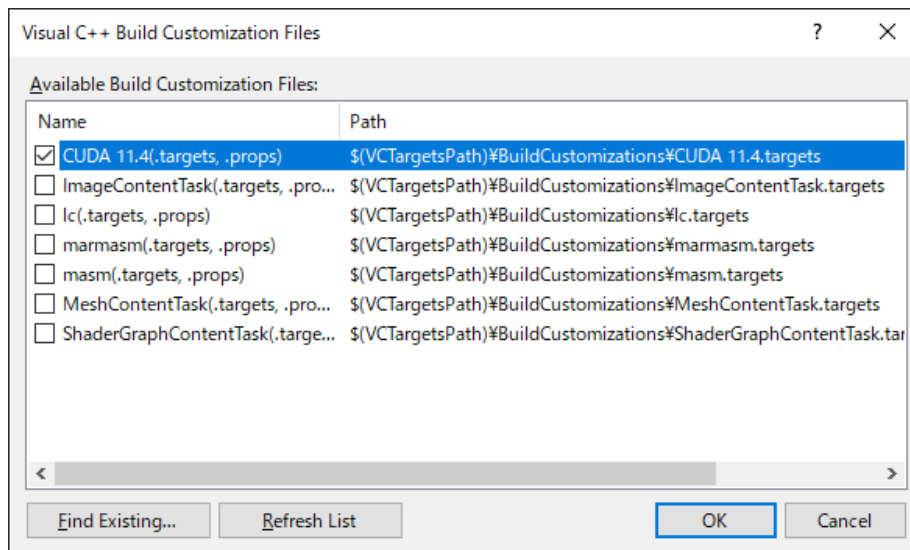 Visual C++ Build Customization Files ?
Available Build Customization Files:
Name Path
CUDA 11.4(.targets, .props) $(VCTargetsPath)¥BuildCustomizations¥CUDA 11.4.targets
ImageContentTask(.targets, .pro... $(VCTargetsPath)¥BuildCustomizations¥ImageContentTask.targets
lc(.targets, .props) $(VCTargetsPath)¥BuildCustomizations¥lc.targets
marmasm(.targets, .props) $(VCTargetsPath)¥BuildCustomizations¥marmasm.targets
masm(.targets, .props) $(VCTargetsPath)¥BuildCustomizations¥masm.targets
MeshContentTask(.targets, .pro... $(VCTargetsPath)¥BuildCustomizations¥MeshContentTask.targets
ShaderGraphContentTask(.targe... $(VCTargetsPath)¥BuildCustomizations¥ShaderGraphContentTask.tar
Find Existing... Refresh List OK Cancel